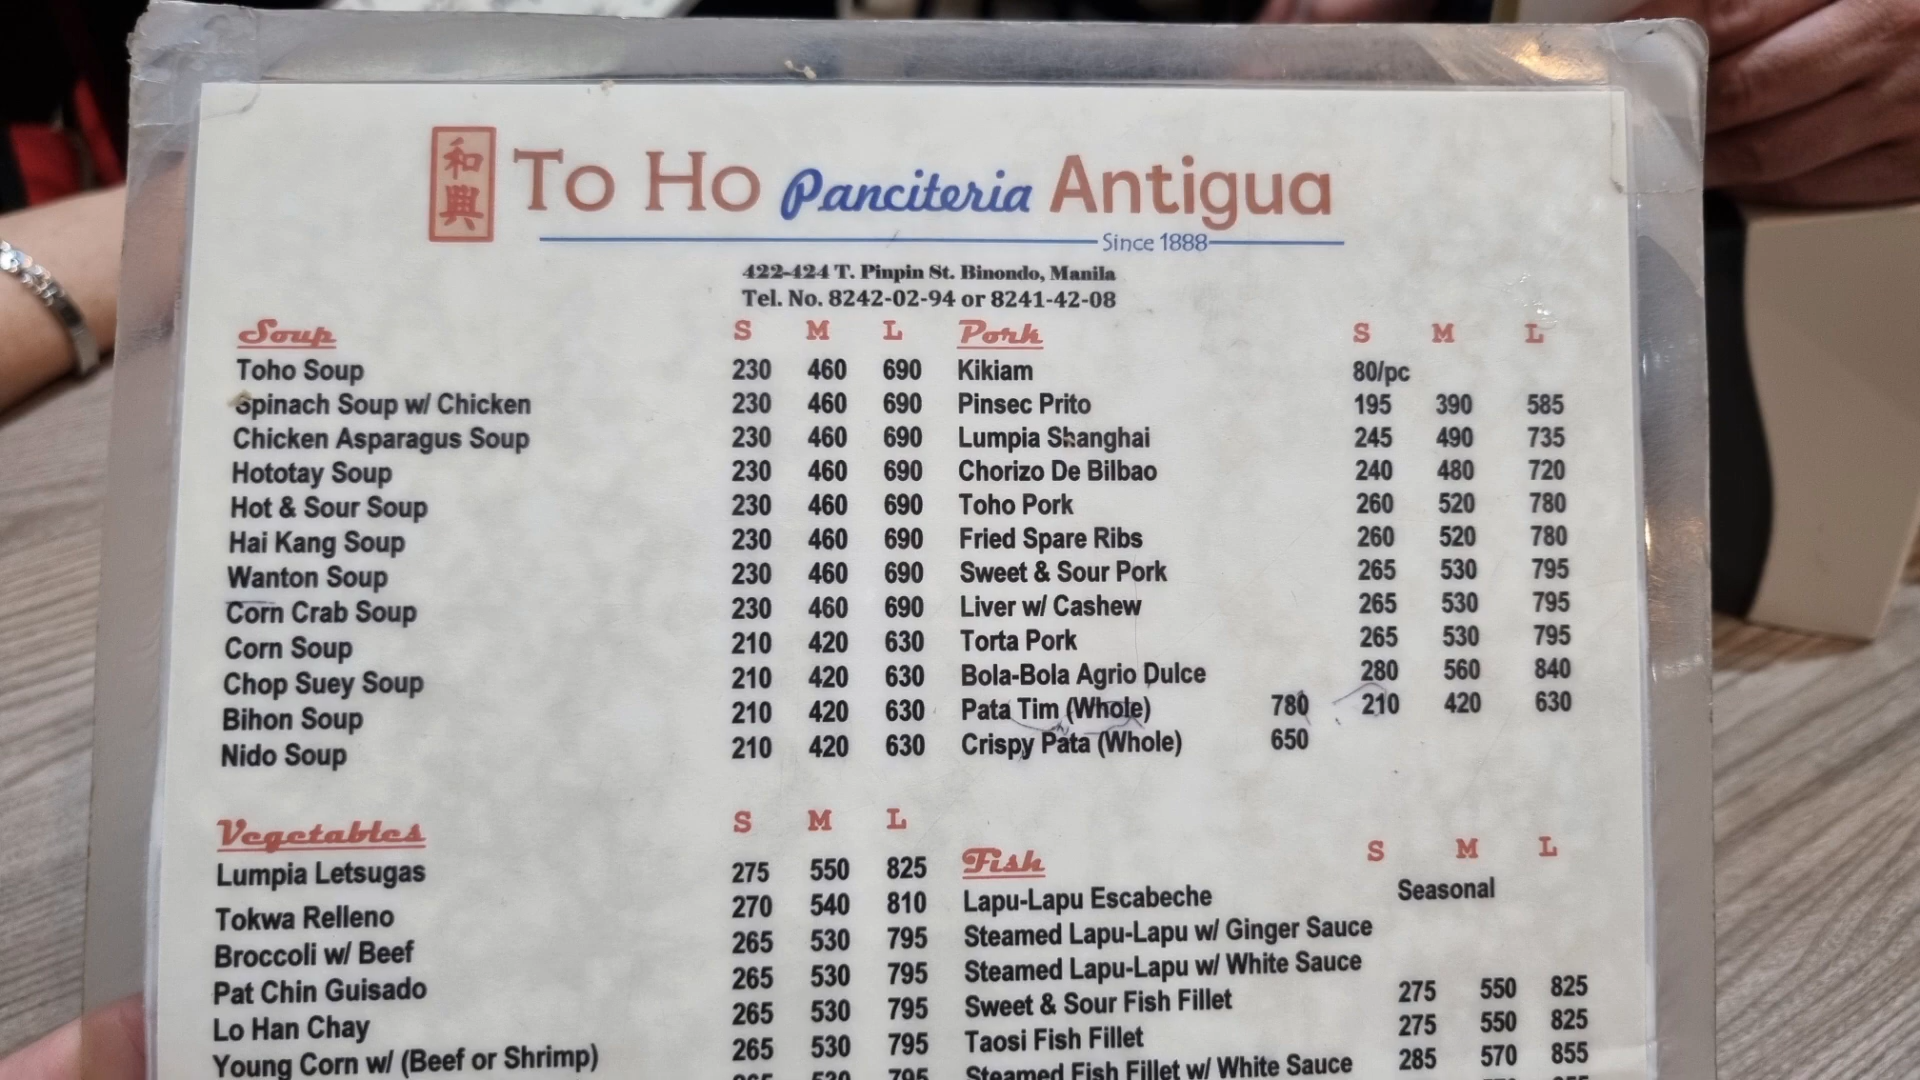 和興 To Ho Panciteria Antigua
Since 1888
422-424 T. Pinpin St. Binondo, Manila
Tel. No. 8242-02-94 or 8241-42-08
Soup S M L
Toho Soup 230 460 690
Spinach Soup w/ Chicken 230 460 690
Chicken Asparagus Soup 230 460 690
Hototay Soup 230 460 690
Hot & Sour Soup 230 460 690
Hai Kang Soup 230 460 690
Wanton Soup 230 460 690
Corn Crab Soup 230 460 690
Corn Soup 210 420 630
Chop Suey Soup 210 420 630
Bihon Soup 210 420 630
Nido Soup 210 420 630
Vegetables S M L
Lumpia Letsugas 275 550 825
Tokwa Relleno 270 540 810
Broccoli w/ Beef 265 530 795
Pat Chin Guisado 265 530 795
Lo Han Chay 265 530 795
Young Corn w/ (Beef or Shrimp) 265 530 795
Pork S M L
Kikiam 80/pc
Pinsec Prito 195 390 585
Lumpia Shanghai 245 490 735
Chorizo De Bilbao 240 480 720
Toho Pork 260 520 780
Fried Spare Ribs 260 520 780
Sweet & Sour Pork 265 530 795
Liver w/ Cashew 265 530 795
Torta Pork 265 530 795
Bola-Bola Agrio Dulce 280 560 840
Pata Tim (Whole) 780 210 420 630
Crispy Pata (Whole) 650
Fish S M L
Lapu-Lapu Escabeche Seasonal
Steamed Lapu-Lapu w/ Ginger Sauce
Steamed Lapu-Lapu w/ White Sauce
Sweet & Sour Fish Fillet 275 550 825
Taosi Fish Fillet 275 550 825
Steamed Fish Fillet w/ White Sauce 285 570 855